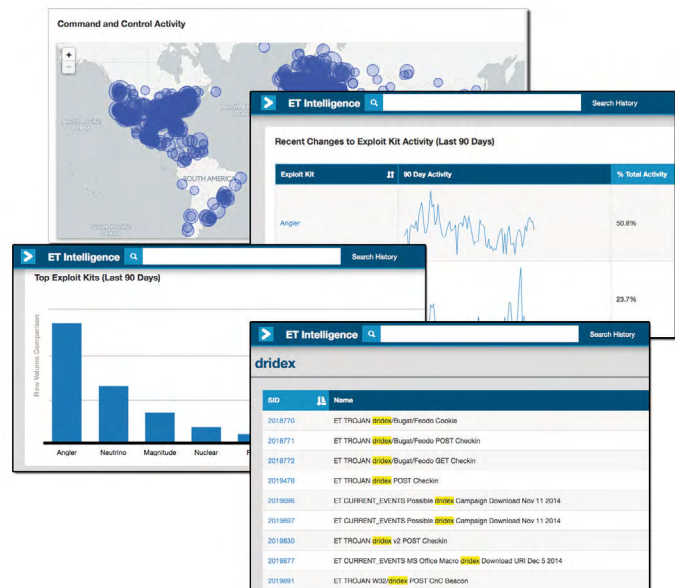 Command and Control Activity
+
−
SOUTH AMERICA
ET Intelligence
Search History
Recent Changes to Exploit Kit Activity (Last 90 Days)
Exploit Kit 90 Day Activity % Total Activity
Angler 50.8%
23.7%
ET Intelligence
Search History
Top Exploit Kits (Last 90 Days)
Raw Volume Comparison
Angler Neutrino Magnitude Nuclear
ET Intelligence
Search History
dridex
SID Name
2018770 ET TROJAN dridex/Bugat/Feodo Cookie
2018771 ET TROJAN dridex/Bugat/Feodo POST Checkin
2018772 ET TROJAN dridex/Bugat/Feodo GET Checkin
2019478 ET TROJAN dridex POST Checkin
2019696 ET CURRENT_EVENTS Possible dridex Campaign Download Nov 11 2014
2019697 ET CURRENT_EVENTS Possible dridex Campaign Download Nov 11 2014
2019830 ET TROJAN dridex v2 POST Checkin
2019877 ET CURRENT_EVENTS MS Office Macro dridex Download URI Dec 5 2014
2019891 ET TROJAN W32/dridex POST CnC Beacon